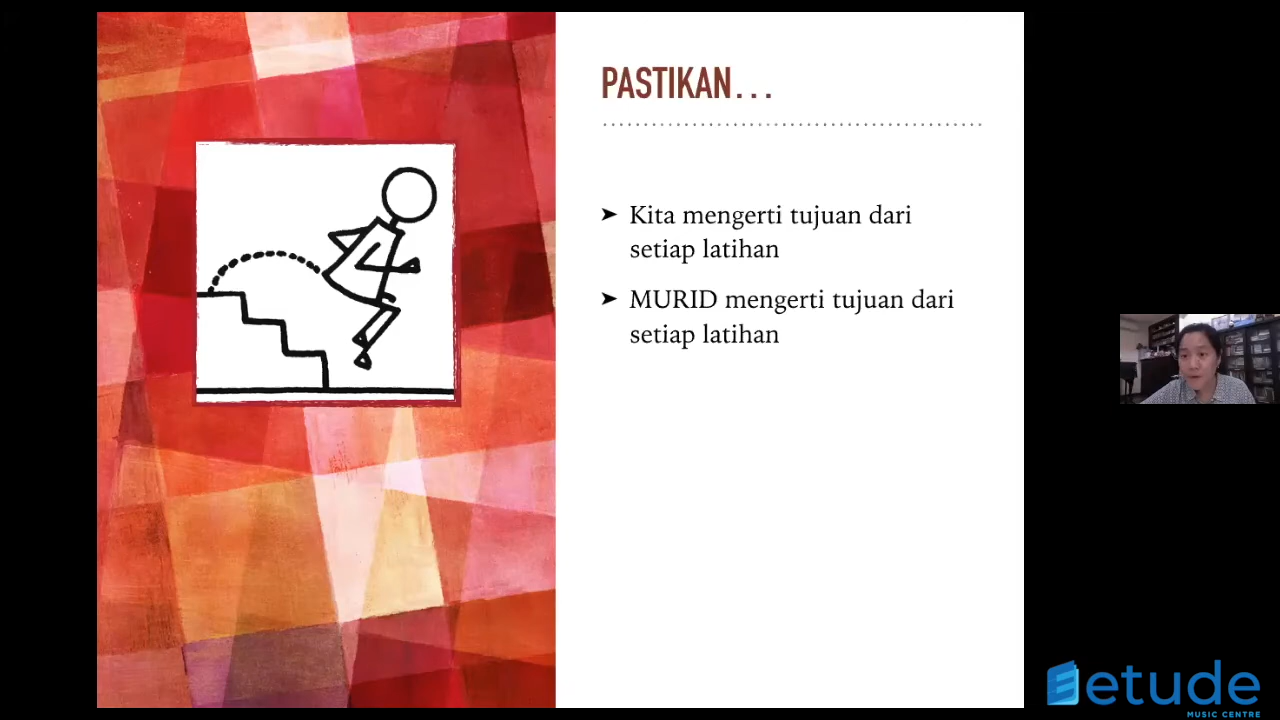 PASTIKAN...
➤ Kita mengerti tujuan dari
setiap latihan
➤ MURID mengerti tujuan dari
setiap latihan
etude
MUSIC CENTRE